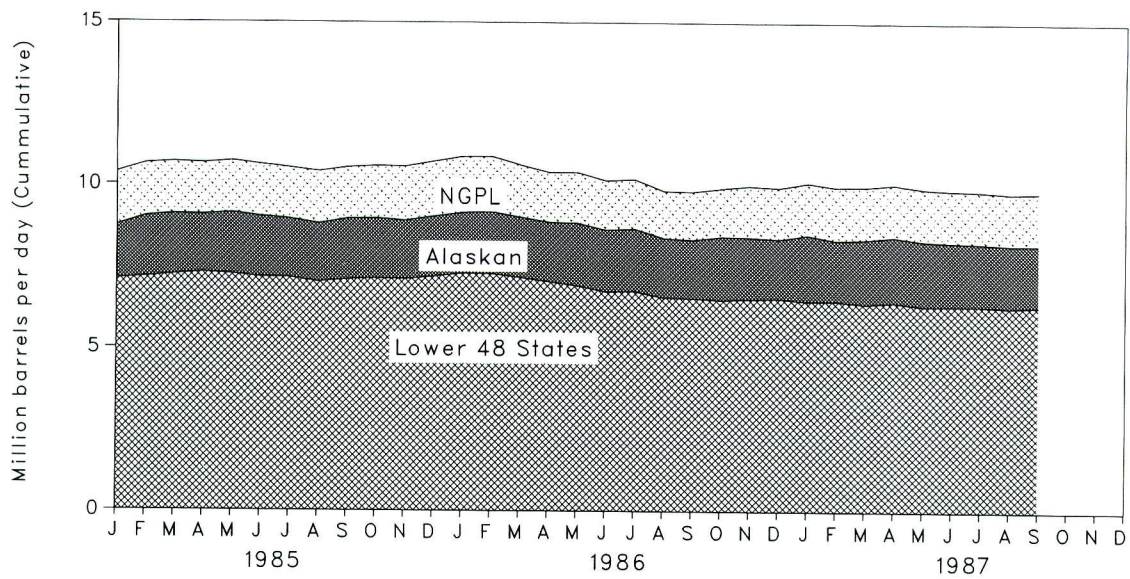 Million barrels per day (Cummulative)
15
10
5
0
NGPL
Alaskan
Lower 48 States
J F M A M J J A S O N D J F M A M J J A S O N D J F M A M J J A S O N D
1985 1986 1987